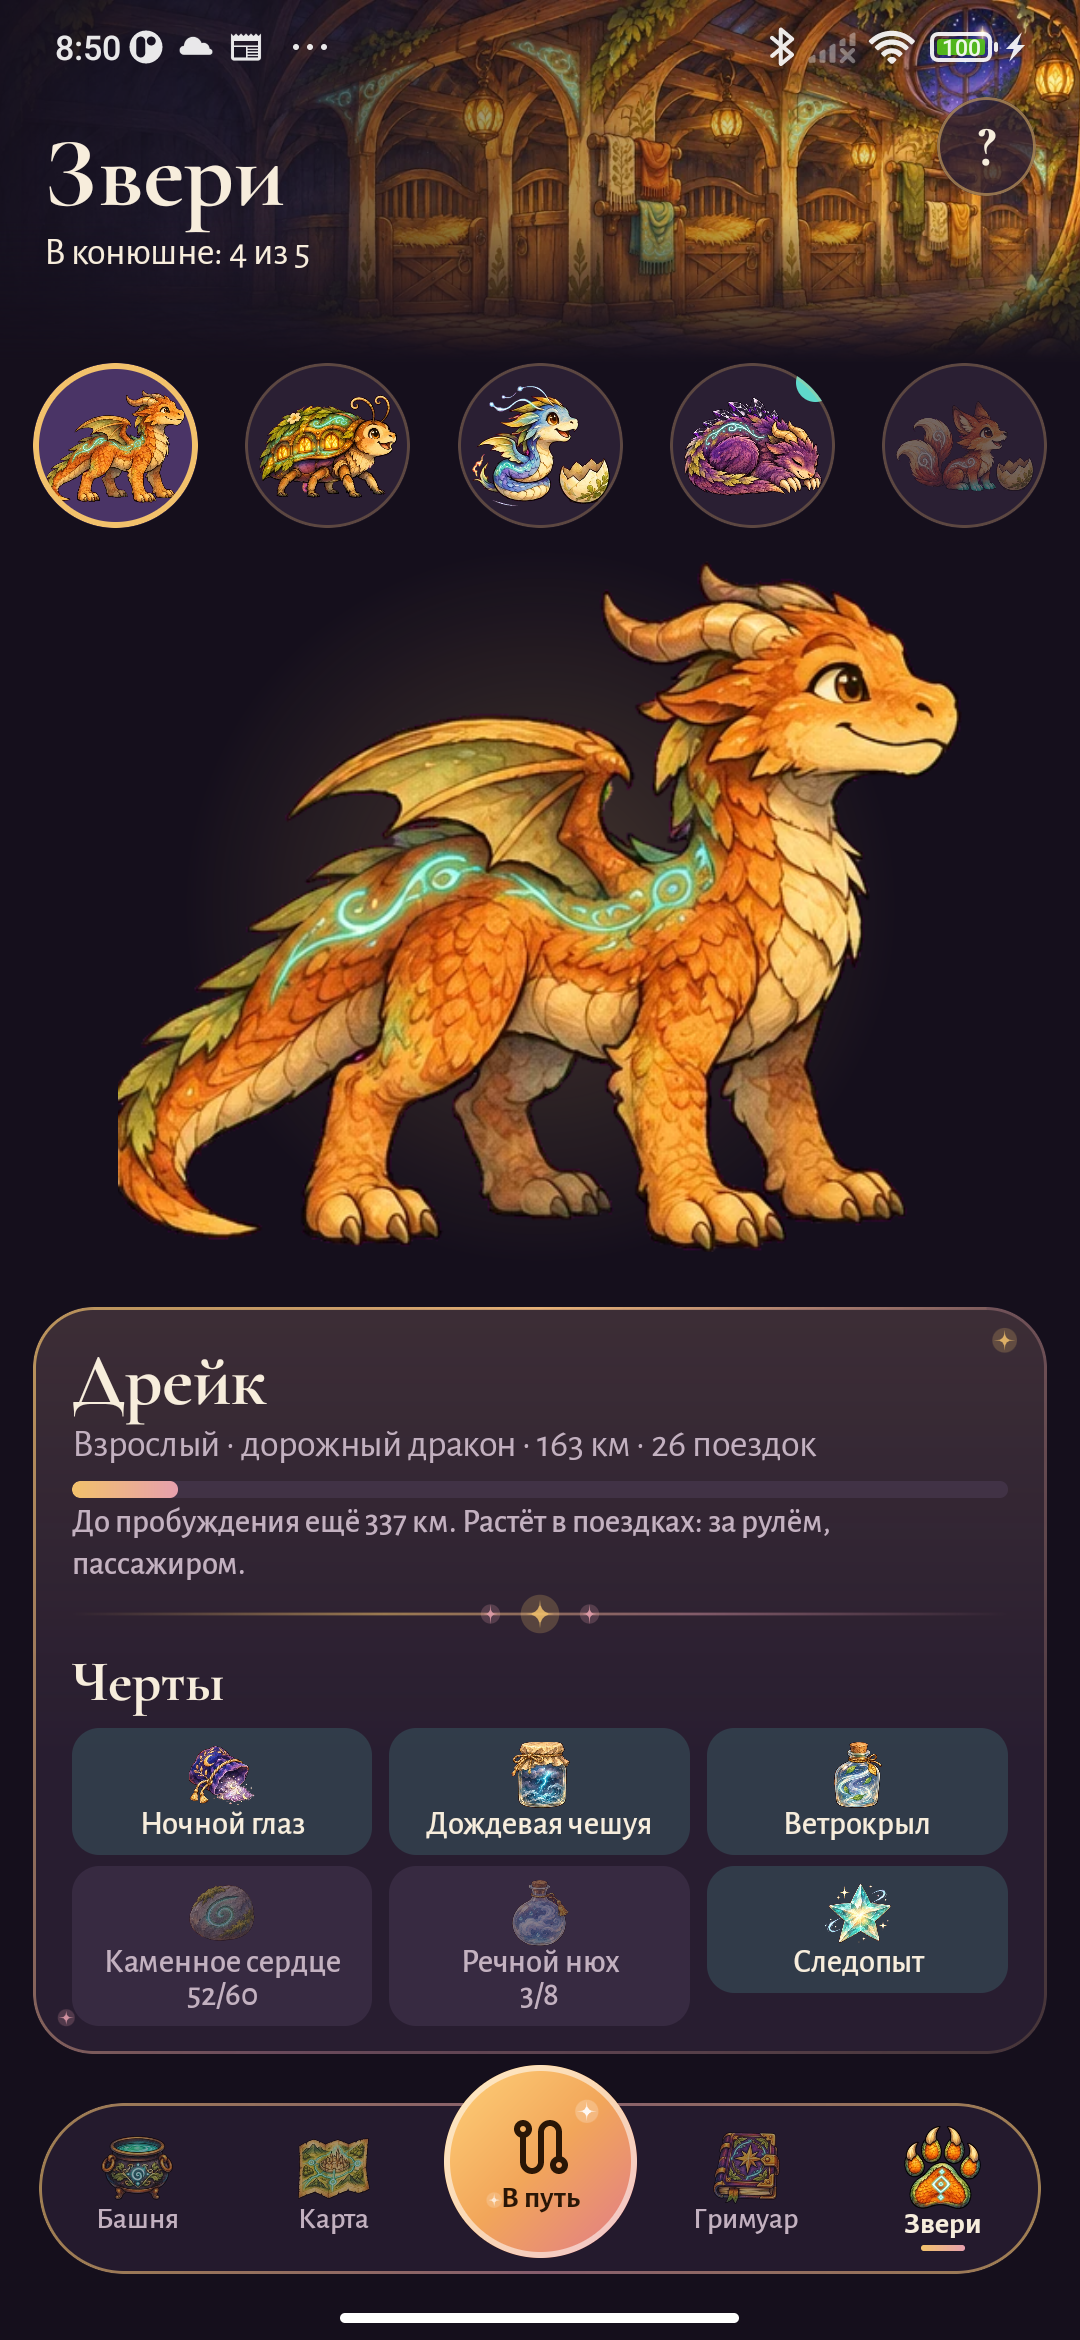 8:50
100
Звери
?
В конюшне: 4 из 5
Дрейк
Взрослый · дорожный дракон · 163 км · 26 поездок
До пробуждения ещё 337 км. Растёт в поездках: за рулём,
пассажиром.
Черты
Ночной глаз
Дождевая чешуя
Ветрокрыл
Каменное сердце
52/60
Речной нюх
3/8
Следопыт
Башня
Карта
В путь
Гримуар
Звери